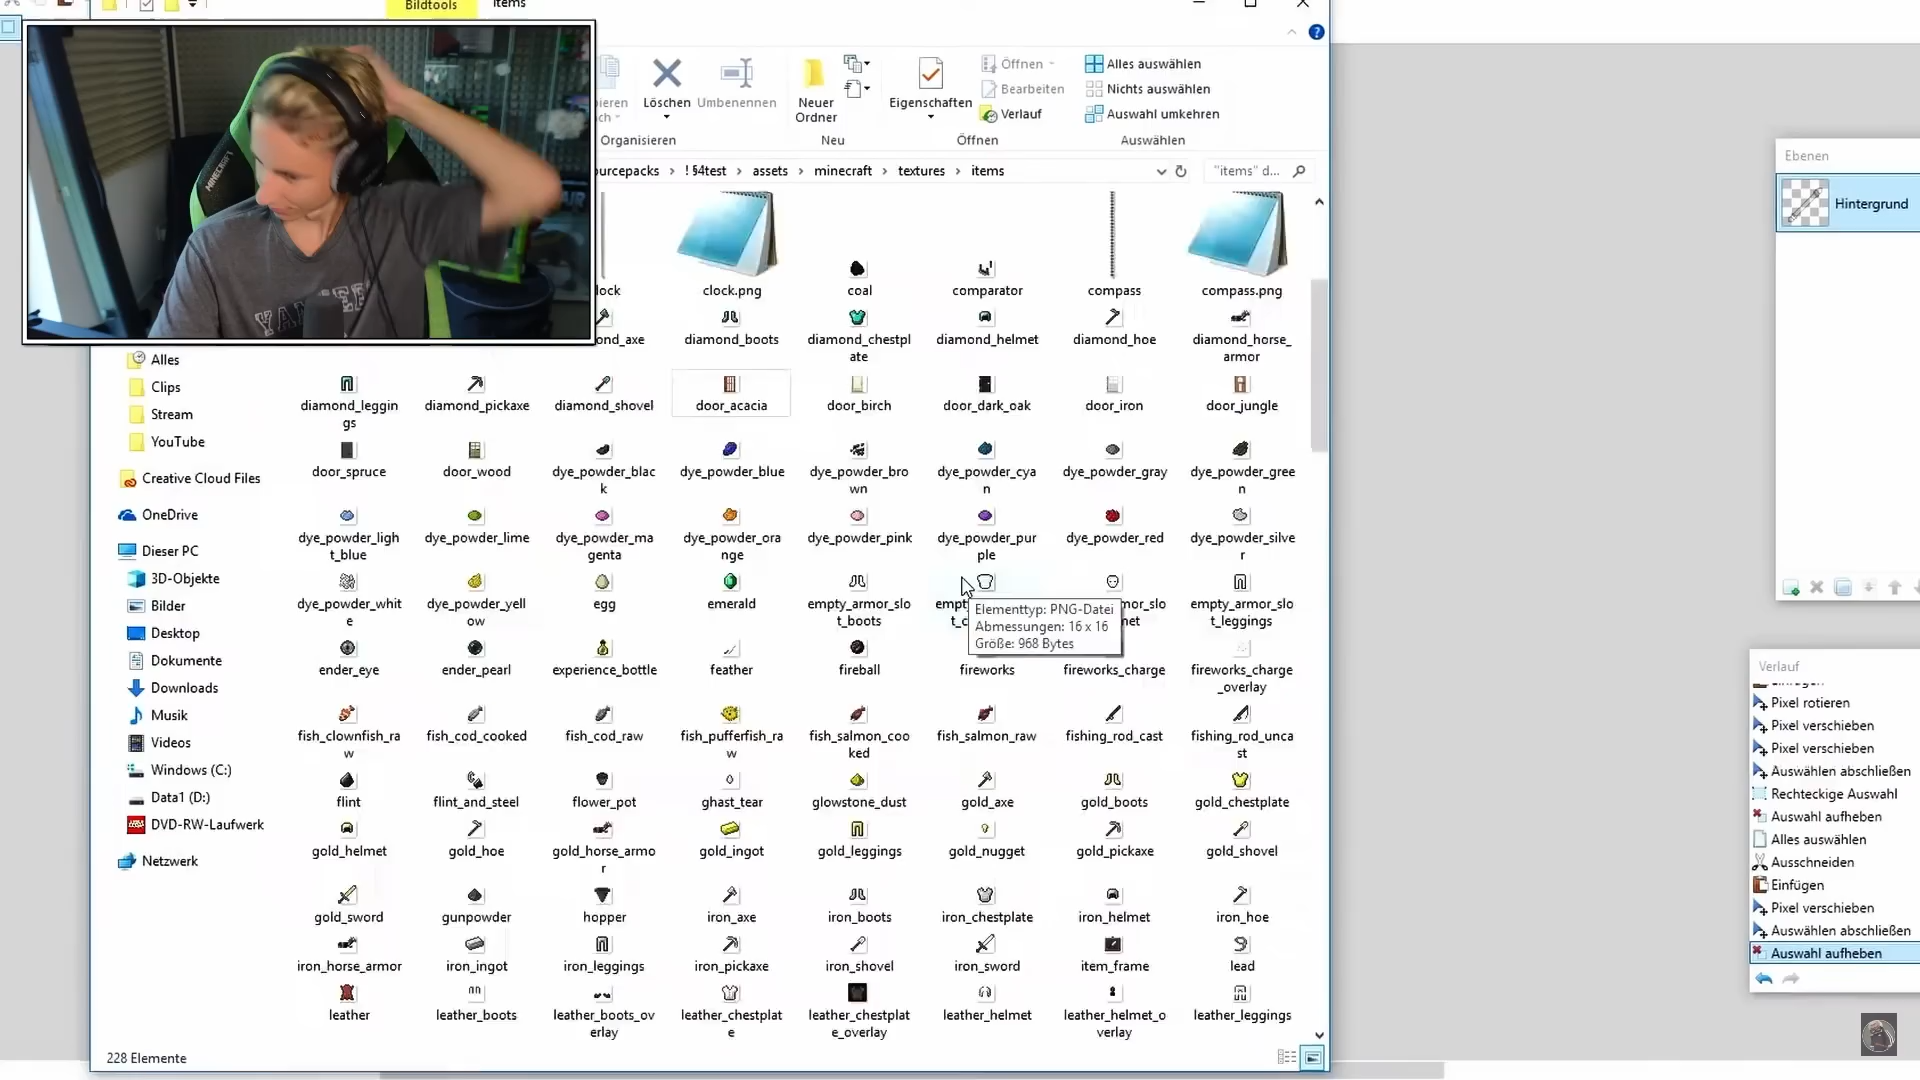 Bildtools
items
Löschen
Umbenennen
Neuer
Ordner
Eigenschaften
Öffnen
Bearbeiten
Verlauf
Alles auswählen
Nichts auswählen
Auswahl umkehren
Organisieren
Neu
Öffnen
Auswählen
ourcepacks
! §4test
assets
minecraft
textures
items
"items" d...
MINECRAFT
lock
clock.png
coal
comparator
compass
compass.png
ond_axe
diamond_boots
diamond_chestpl
ate
diamond_helmet
diamond_hoe
diamond_horse_
armor
diamond_leggin
gs
diamond_pickaxe
diamond_shovel
door_acacia
door_birch
door_dark_oak
door_iron
door_jungle
door_spruce
door_wood
dye_powder_blac
k
dye_powder_blue
dye_powder_bro
wn
dye_powder_cya
n
dye_powder_gray
dye_powder_gree
n
dye_powder_ligh
t_blue
dye_powder_lime
dye_powder_ma
genta
dye_powder_ora
nge
dye_powder_pink
dye_powder_pur
ple
dye_powder_red
dye_powder_silve
r
dye_powder_whit
e
dye_powder_yell
ow
egg
emerald
empty_armor_slo
t_boots
empt
t_c
Elementtyp: PNG-Datei
Abmessungen: 16 x 16
Größe: 968 Bytes
mor_slo
met
empty_armor_slo
t_leggings
ender_eye
ender_pearl
experience_bottle
feather
fireball
fireworks
fireworks_charge
fireworks_charge
_overlay
fish_clownfish_ra
w
fish_cod_cooked
fish_cod_raw
fish_pufferfish_ra
w
fish_salmon_coo
ked
fish_salmon_raw
fishing_rod_cast
fishing_rod_unca
st
flint
flint_and_steel
flower_pot
ghast_tear
glowstone_dust
gold_axe
gold_boots
gold_chestplate
gold_helmet
gold_hoe
gold_horse_armo
r
gold_ingot
gold_leggings
gold_nugget
gold_pickaxe
gold_shovel
gold_sword
gunpowder
hopper
iron_axe
iron_boots
iron_chestplate
iron_helmet
iron_hoe
iron_horse_armor
iron_ingot
iron_leggings
iron_pickaxe
iron_shovel
iron_sword
item_frame
lead
leather
leather_boots
leather_boots_ov
erlay
leather_chestplat
e
leather_chestplat
e_overlay
leather_helmet
leather_helmet_o
verlay
leather_leggings
Alles
Clips
Stream
YouTube
Creative Cloud Files
OneDrive
Dieser PC
3D-Objekte
Bilder
Desktop
Dokumente
Downloads
Musik
Videos
Windows (C:)
Data1 (D:)
DVD-RW-Laufwerk
Netzwerk
228 Elemente
Ebenen
Hintergrund
Verlauf
Einfügen
Pixel rotieren
Pixel verschieben
Pixel verschieben
Auswählen abschließen
Rechteckige Auswahl
Auswahl aufheben
Alles auswählen
Ausschneiden
Einfügen
Pixel verschieben
Auswählen abschließen
Auswahl aufheben